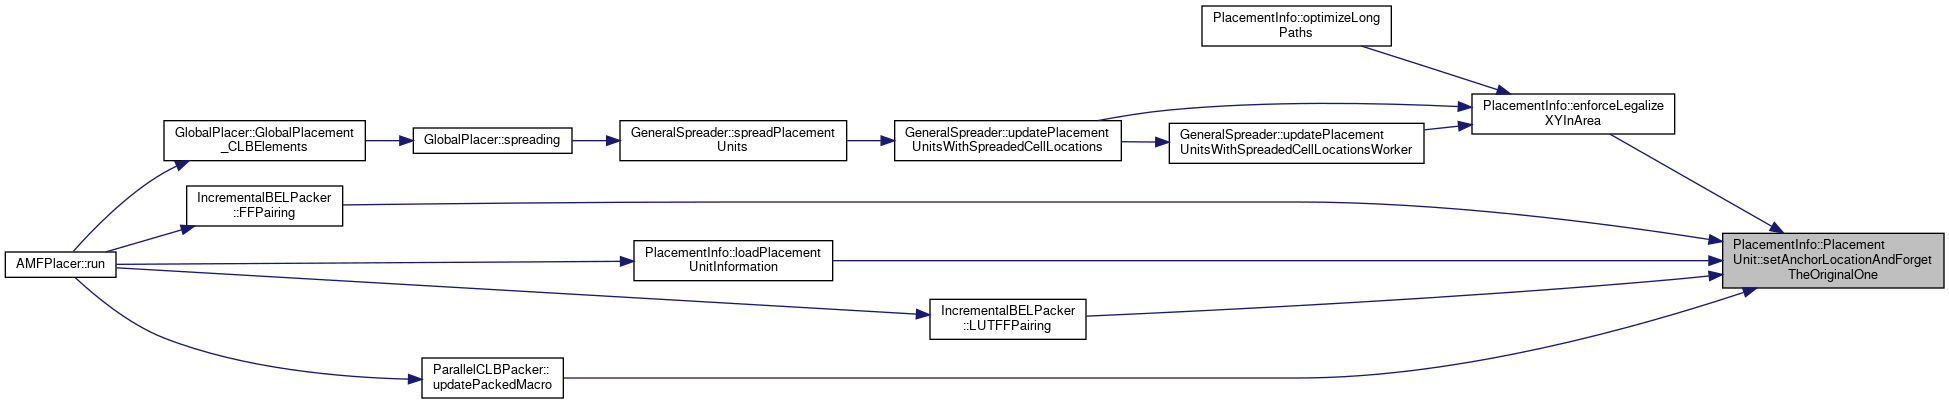 PlacementInfo::optimizeLong
Paths
PlacementInfo::enforceLegalize
XYInArea
GlobalPlacer::GlobalPlacement
_CLBElements
GlobalPlacer::spreading
GeneralSpreader::spreadPlacement
Units
GeneralSpreader::updatePlacement
UnitsWithSpreadedCellLocations
GeneralSpreader::updatePlacement
UnitsWithSpreadedCellLocationsWorker
IncrementalBELPacker
::FFPairing
AMFPlacer::run
PlacementInfo::loadPlacement
UnitInformation
PlacementInfo::Placement
Unit::setAnchorLocationAndForget
TheOriginalOne
IncrementalBELPacker
::LUTFFPairing
ParallelCLBPacker::
updatePackedMacro